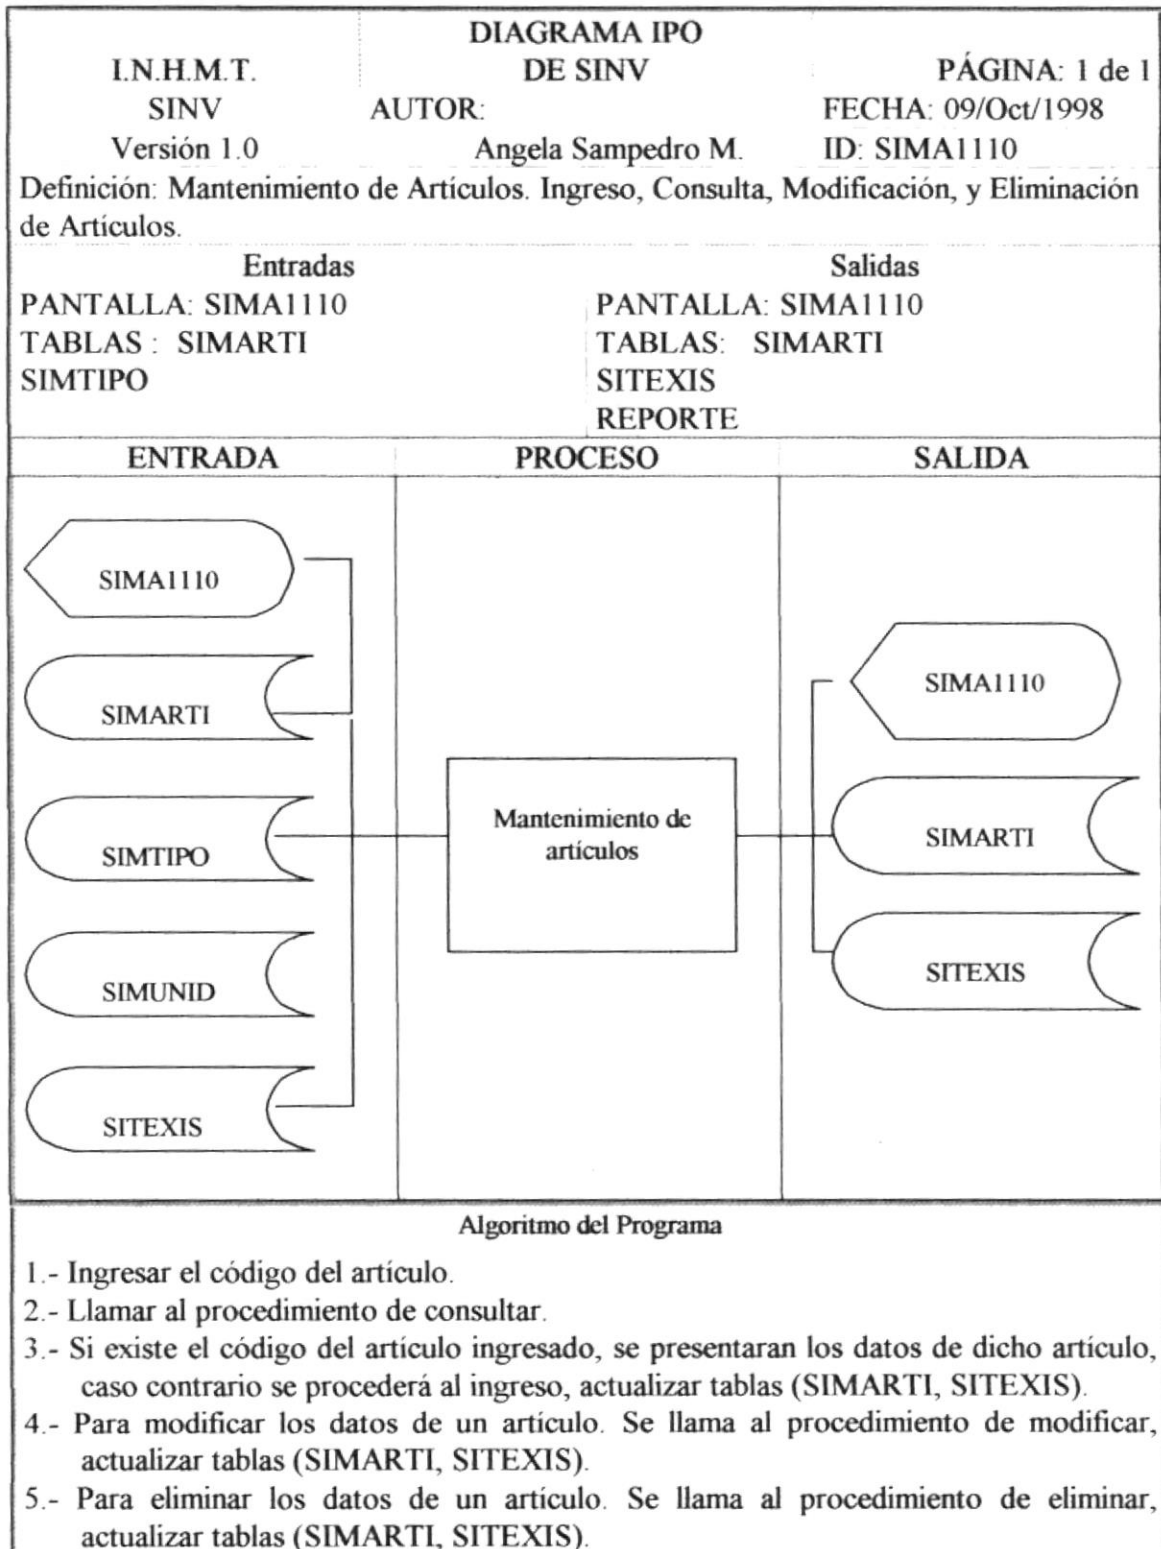 DIAGRAMA IPO
I.N.H.M.T. DE SINV PÁGINA: 1 de 1
SINV AUTOR: FECHA: 09/Oct/1998
Versión 1.0 Angela Sampedro M. ID: SIMA1110
Definición: Mantenimiento de Artículos. Ingreso, Consulta, Modificación, y Eliminación
de Artículos.
Entradas Salidas
PANTALLA: SIMA1110 PANTALLA: SIMA1110
TABLAS : SIMARTI TABLAS: SIMARTI
SIMTIPO SITEXIS
REPORTE
ENTRADA PROCESO SALIDA
SIMA1110
SIMARTI
SIMTIPO
SIMUNID
SITEXIS
Mantenimiento de
artículos
SIMA1110
SIMARTI
SITEXIS
Algoritmo del Programa
1.- Ingresar el código del artículo.
2.- Llamar al procedimiento de consultar.
3.- Si existe el código del artículo ingresado, se presentaran los datos de dicho artículo,
caso contrario se procederá al ingreso, actualizar tablas (SIMARTI, SITEXIS).
4.- Para modificar los datos de un artículo. Se llama al procedimiento de modificar,
actualizar tablas (SIMARTI, SITEXIS).
5.- Para eliminar los datos de un artículo. Se llama al procedimiento de eliminar,
actualizar tablas (SIMARTI, SITEXIS).